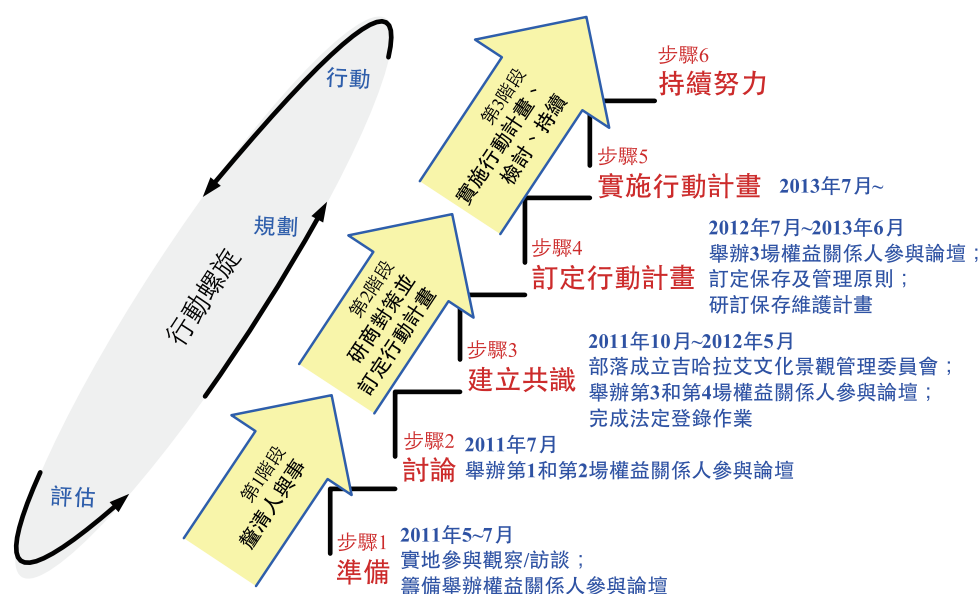 行動
規劃
行動螺旋
評估
第3階段
實施行動計畫、
檢討、持續
第2階段
研商對策並
訂定行動計畫
第1階段
釐清人與事
步驟6
持續努力
步驟5
實施行動計畫
2013年7月~
步驟4
訂定行動計畫
2012年7月~2013年6月
舉辦3場權益關係人參與論壇；
訂定保存及管理原則；
研訂保存維護計畫
步驟3
建立共識
2011年10月~2012年5月
部落成立吉哈拉艾文化景觀管理委員會；
舉辦第3和第4場權益關係人參與論壇；
完成法定登錄作業
步驟2
討論
2011年7月
舉辦第1和第2場權益關係人參與論壇
步驟1
準備
2011年5~7月
實地參與觀察/訪談；
籌備舉辦權益關係人參與論壇